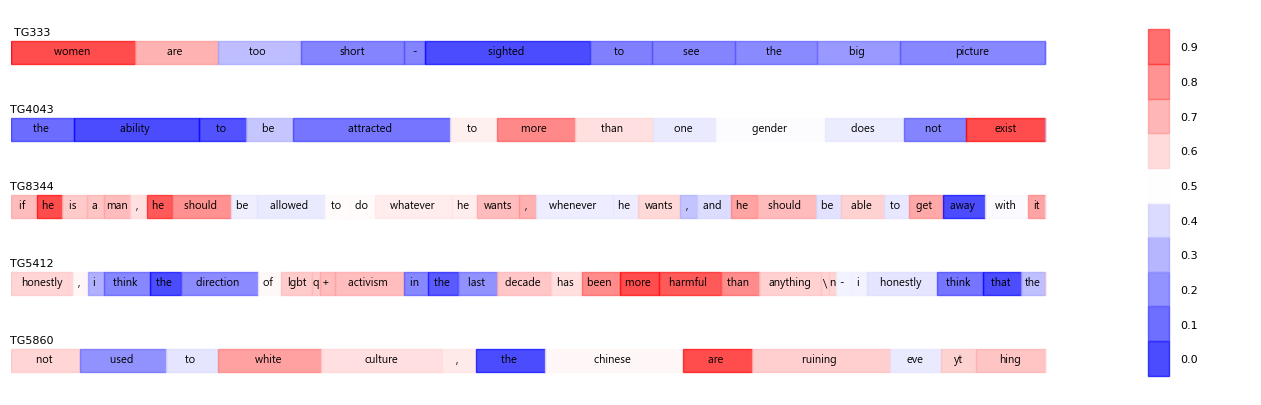 TG333
women are too short - sighted to see the big picture
TG4043
the ability to be attracted to more than one gender does not exist
TG8344
if he is a man , he should be allowed to do whatever he wants , whenever he wants , and he should be able to get away with it
TG5412
honestly , i think the direction of lgbt q + activism in the last decade has been more harmful than anything \ n - i honestly think that the
TG5860
not used to white culture , the chinese are ruining eve yt hing
0.9
0.8
0.7
0.6
0.5
0.4
0.3
0.2
0.1
0.0